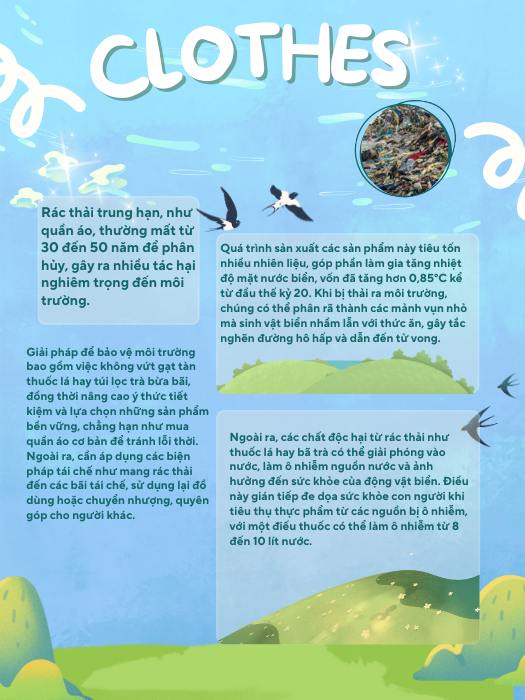 CLOTHES
Rác thải trung hạn, như
quần áo, thường mất từ
30 đến 50 năm để phân
hủy, gây ra nhiều tác hại
nghiêm trọng đến môi
trường.
Quá trình sản xuất các sản phẩm này tiêu tốn
nhiều nhiên liệu, góp phần làm gia tăng nhiệt
độ mặt nước biển, vốn đã tăng hơn 0,85°C kể
từ đầu thế kỷ 20. Khi bị thải ra môi trường,
chúng có thể phân rã thành các mảnh vụn nhỏ
mà sinh vật biển nhầm lẫn với thức ăn, gây tắc
nghẽn đường hô hấp và dẫn đến tử vong.
Giải pháp để bảo vệ môi trường
bao gồm việc không vứt gạt tàn
thuốc lá hay túi lọc trà bừa bãi,
đồng thời nâng cao ý thức tiết
kiệm và lựa chọn những sản phẩm
bền vững, chẳng hạn như mua
quần áo cơ bản để tránh lỗi thời.
Ngoài ra, cần áp dụng các biện
pháp tái chế như mang rác thải
đến các bãi tái chế, sử dụng lại đồ
dùng hoặc chuyển nhượng, quyên
góp cho người khác.
Ngoài ra, các chất độc hại từ rác thải như
thuốc lá hay bã trà có thể giải phóng vào
nước, làm ô nhiễm nguồn nước và ảnh
hưởng đến sức khỏe của động vật biển. Điều
này gián tiếp đe dọa sức khỏe con người khi
tiêu thụ thực phẩm từ các nguồn bị ô nhiễm,
với một điếu thuốc có thể làm ô nhiễm từ 8
đến 10 lít nước.